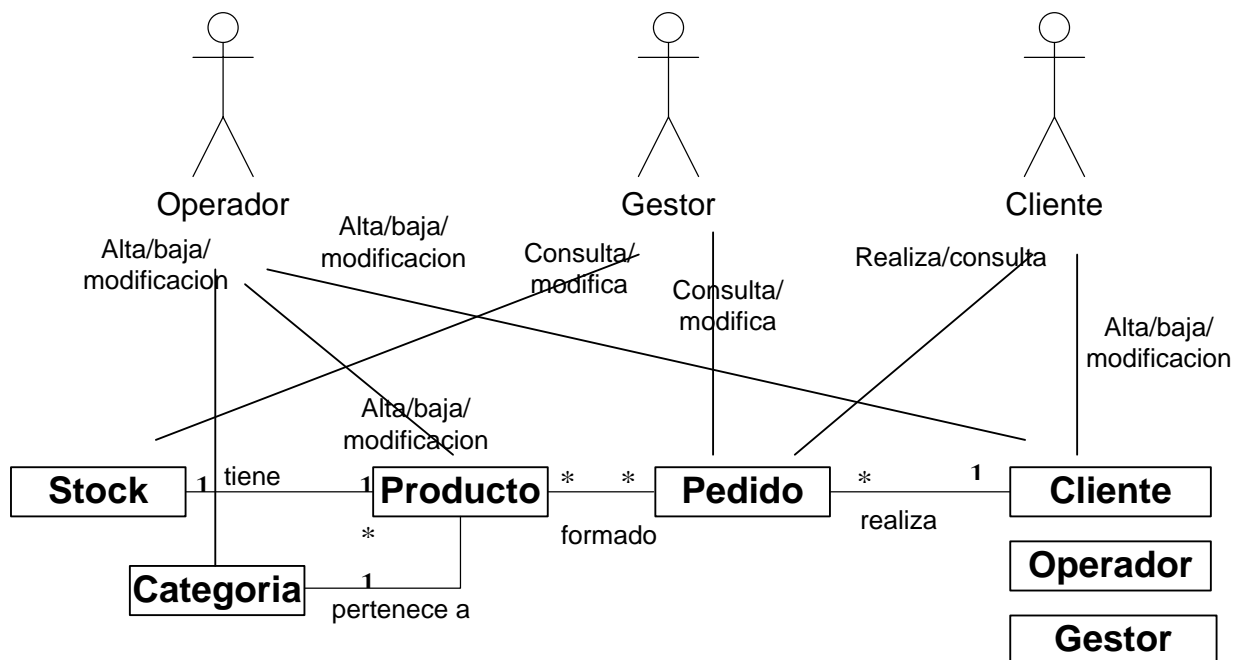 Operador
Gestor
Cliente
Alta/baja/
modificacion
Alta/baja/
modificacion
Consulta/
modifica
Consulta/
modifica
Realiza/consulta
Alta/baja/
modificacion
Alta/baja/
modificacion
Stock
1
tiene
1
Producto
*
*
formado
Pedido
*
1
realiza
Cliente
*
Categoria
1
pertenece a
Operador
Gestor